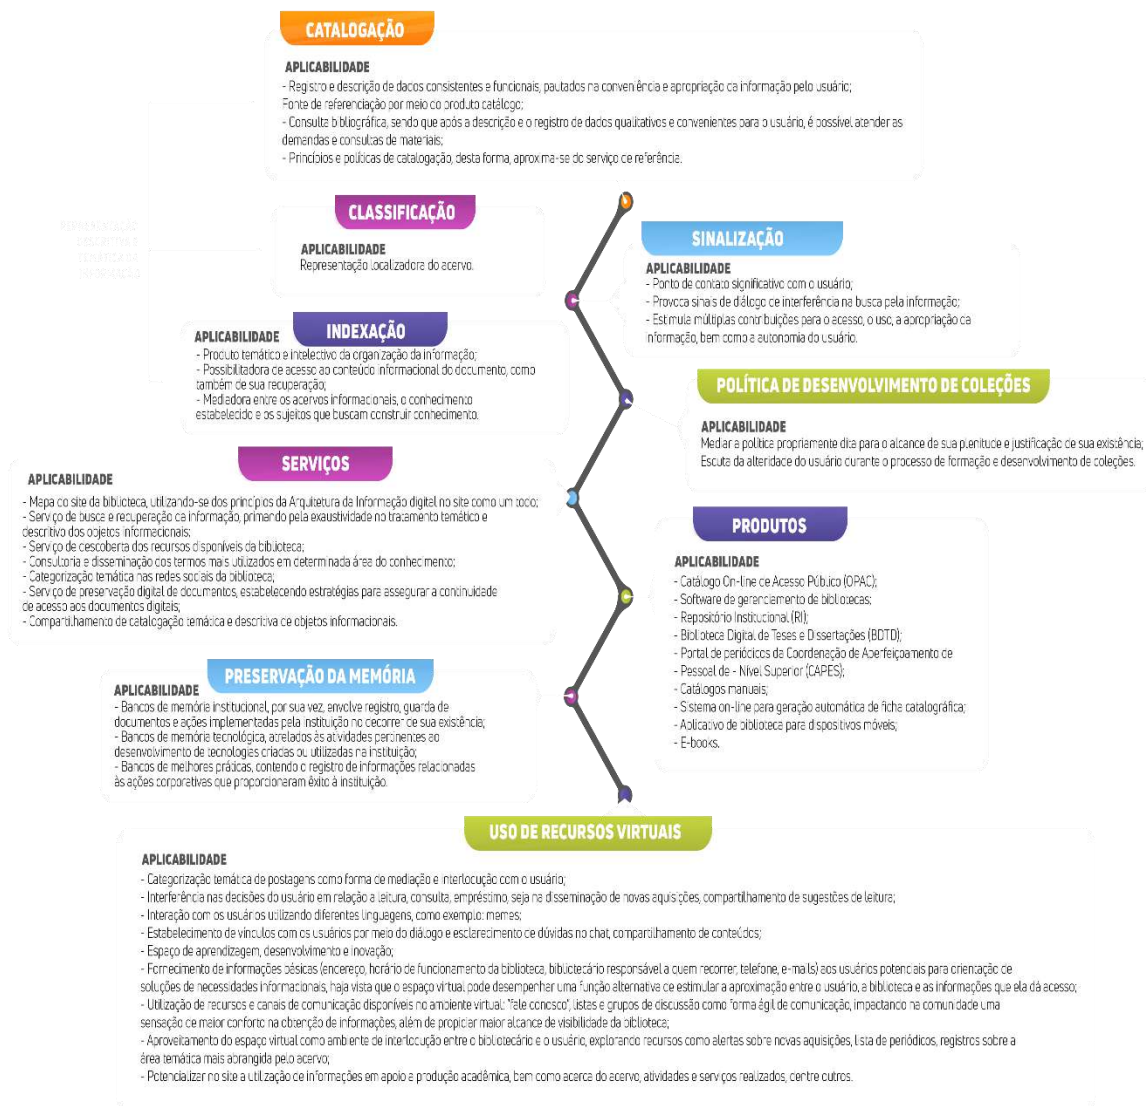 CATALOGAÇÃO
APLICABILIDADE
- Registro e descrição de dados consistentes e funcionais, pautados na conveniência e apropriação da informação pelo usuário;
Fonte de referenciação por meio do produto catálogo;
- Consulta bibliográfica, sendo que após a descrição e o registro de dados qualitativos e convenientes para o usuário, é possível atender as
demandas e consultas de materiais;
- Princípios e políticas de catalogação, desta forma, aproxima-se do serviço de referência.
REPRESENTAÇÃO
DESCRITIVA E
TEMÁTICA DA
INFORMAÇÃO
CLASSIFICAÇÃO
APLICABILIDADE
Representação localizadora do acervo.
SINALIZAÇÃO
APLICABILIDADE
- Ponto de contato significativo com o usuário;
- Provoca sinais de diálogo de interferência na busca pela informação;
- Estimula múltiplas contribuições para o acesso, o uso, a apropriação da
informação, bem como a autonomia do usuário.
INDEXAÇÃO
APLICABILIDADE
- Produto temático e intelectivo da organização da informação;
- Possibilitadora de acesso ao conteúdo informacional do documento, como
também de sua recuperação;
- Mediadora entre os acervos informacionais, o conhecimento
estabelecido e os sujeitos que buscam construir conhecimento.
POLÍTICA DE DESENVOLVIMENTO DE COLEÇÕES
APLICABILIDADE
Mediar a política propriamente dita para o alcance de sua plenitude e justificação de sua existência;
Escuta da alteridade do usuário durante o processo de formação e desenvolvimento de coleções.
SERVIÇOS
APLICABILIDADE
- Mapa do site da biblioteca, utilizando-se dos princípios da Arquitetura da Informação digital no site como um todo;
- Serviço de busca e recuperação da informação, primando pela exaustividade no tratamento temático e
descritivo dos objetos informacionais;
- Serviço de descoberta dos recursos disponíveis da biblioteca;
- Consultoria e disseminação dos termos mais utilizados em determinada área do conhecimento;
- Categorização temática nas redes sociais da biblioteca;
- Serviço de preservação digital de documentos, estabelecendo estratégias para assegurar a continuidade
de acesso aos documentos digitais;
- Compartilhamento de catalogação temática e descritiva de objetos informacionais.
PRODUTOS
APLICABILIDADE
- Catálogo On-line de Acesso Público (OPAC);
- Software de gerenciamento de bibliotecas;
- Repositório Institucional (RI);
- Biblioteca Digital de Teses e Dissertações (BDTD);
- Portal de periódicos da Coordenação de Aperfeiçoamento de
- Pessoal de - Nível Superior (CAPES);
- Catálogos manuais;
- Sistema on-line para geração automática de ficha catalográfica;
- Aplicativo de biblioteca para dispositivos móveis;
- E-books.
PRESERVAÇÃO DA MEMÓRIA
APLICABILIDADE
- Bancos de memória institucional, por sua vez, envolve registro, guarda de
documentos e ações implementadas pela instituição no decorrer de sua existência;
- Bancos de memória tecnológica, atrelados às atividades pertinentes ao
desenvolvimento de tecnologias criadas ou utilizadas na instituição;
- Bancos de melhores práticas, contendo o registro de informações relacionadas
às ações corporativas que proporcionaram êxito à instituição.
USO DE RECURSOS VIRTUAIS
APLICABILIDADE
- Categorização temática de postagens como forma de mediação e interlocução com o usuário;
- Interferência nas decisões do usuário em relação a leitura, consulta, empréstimo, seja na disseminação de novas aquisições, compartilhamento de sugestões de leitura;
- Interação com os usuários utilizando diferentes linguagens, como exemplo: memes;
- Estabelecimento de vínculos com os usuários por meio do diálogo e esclarecimento de dúvidas no chat, compartilhamento de conteúdos;
- Espaço de aprendizagem, desenvolvimento e inovação;
- Fornecimento de informações básicas (endereço, horário de funcionamento da biblioteca, bibliotecário responsável a quem recorrer, telefone, e-mails) aos usuários potenciais para orientação de
soluções de necessidades informacionais, haja vista que o espaço virtual pode desempenhar uma função alternativa de estimular a aproximação entre o usuário, a biblioteca e as informações que ela dá acesso;
- Utilização de recursos e canais de comunicação disponíveis no ambiente virtual: "fale conosco", listas e grupos de discussão como forma ágil de comunicação, impactando na comunidade uma
sensação de maior conforto na obtenção de informações, além de propiciar maior alcance de visibilidade da biblioteca;
- Aproveitamento do espaço virtual como ambiente de interlocução entre o bibliotecário e o usuário, explorando recursos como alertas sobre novas aquisições, lista de periódicos, registros sobre a
área temática mais abrangida pelo acervo;
- Potencializar no site a utilização de informações em apoio a produção acadêmica, bem como acerca do acervo, atividades e serviços realizados, dentre outros.